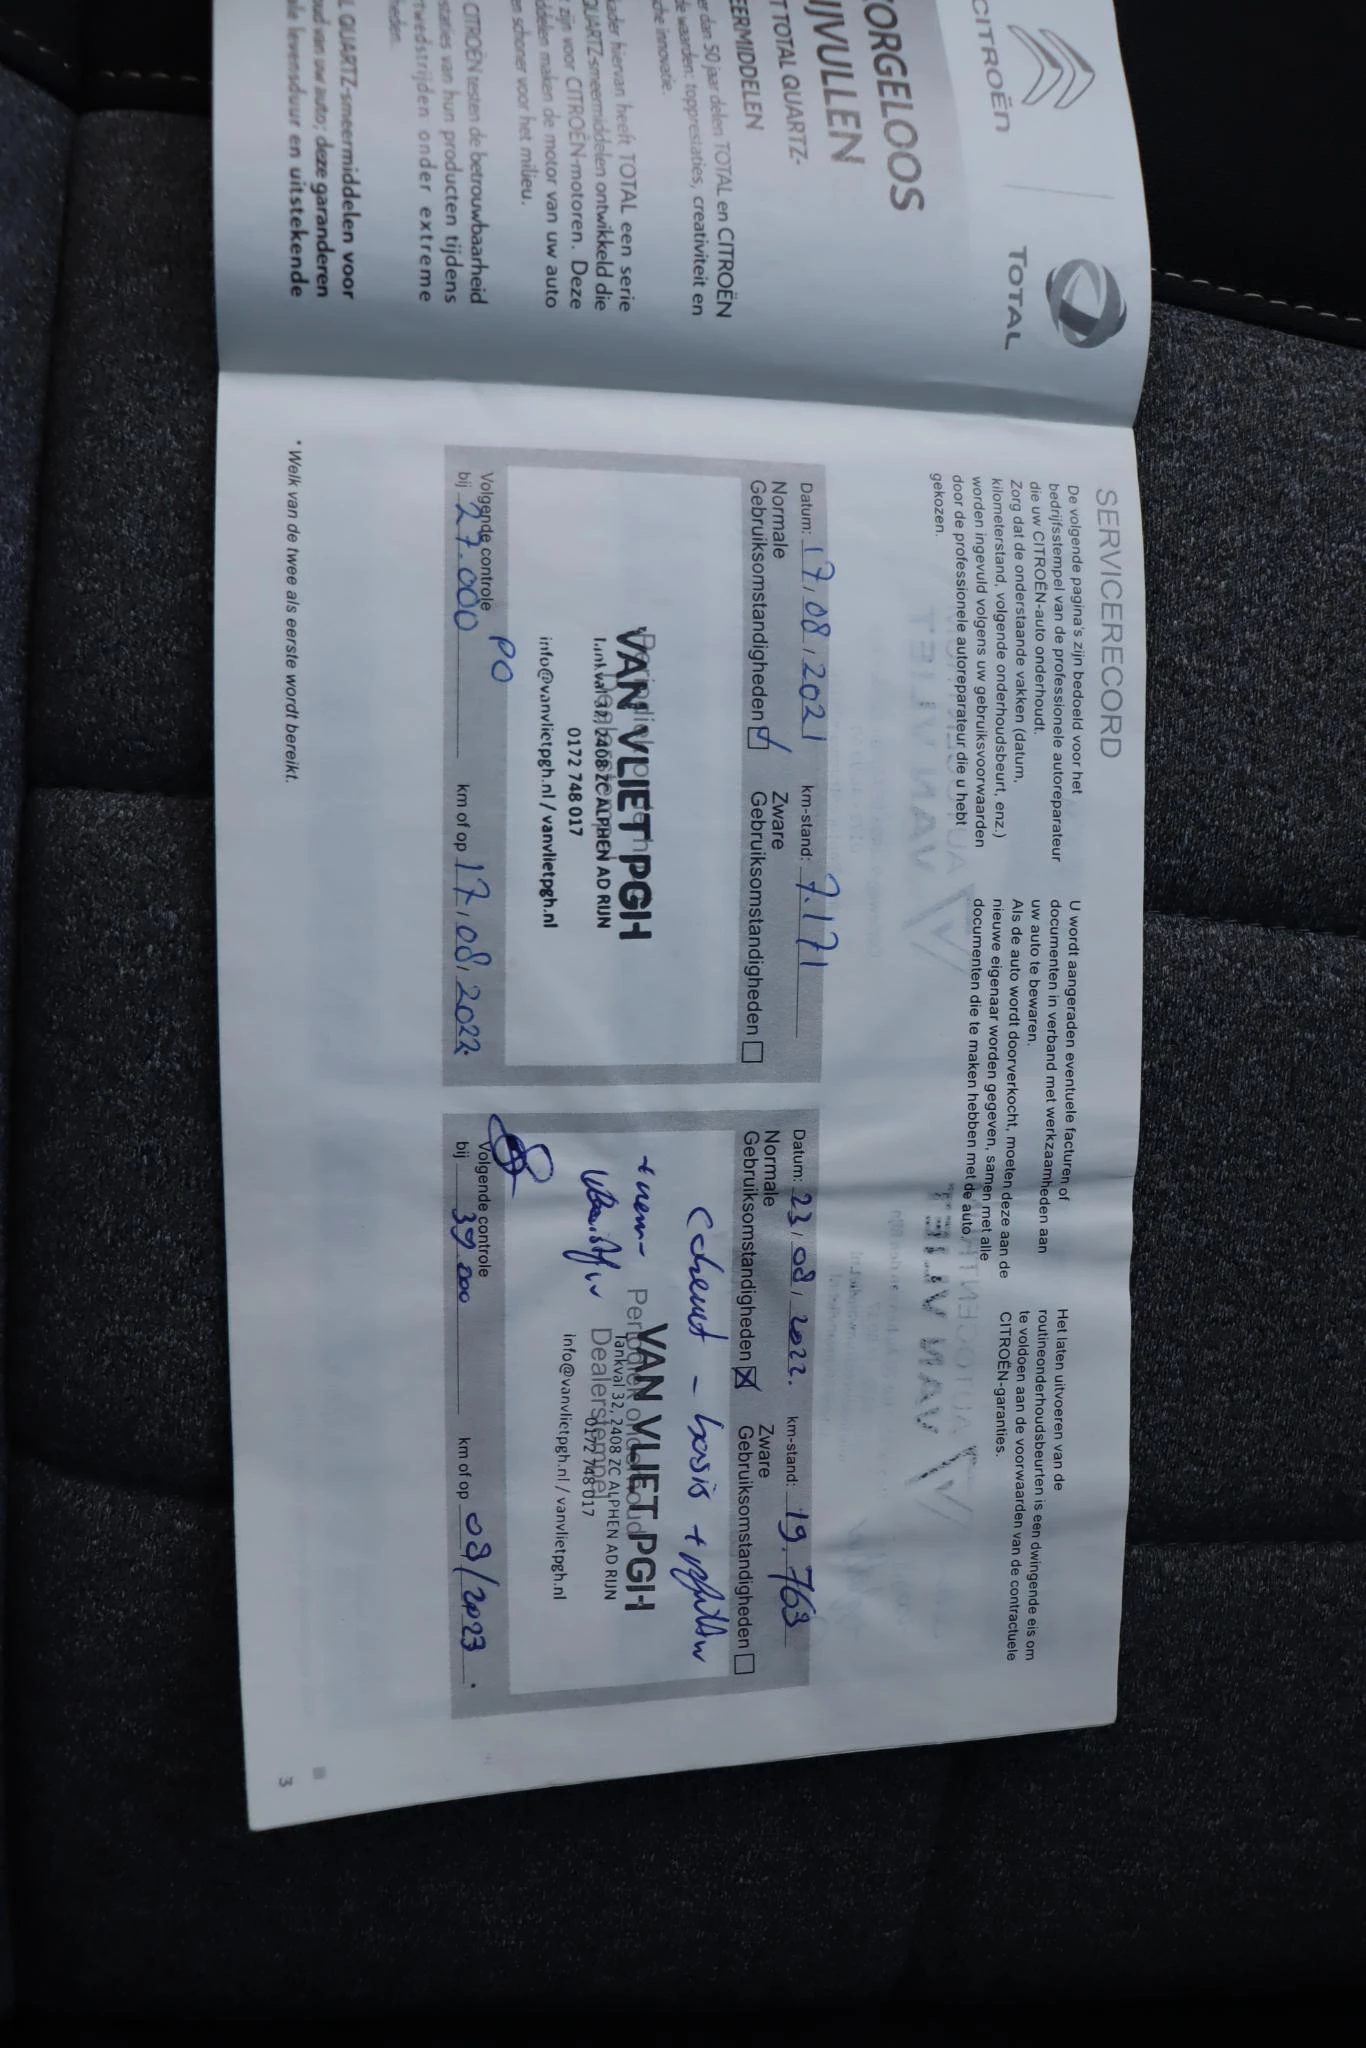 CITROËN
TOTAL
ZORGELOOS
BIJVULLEN
TOTAL QUARTZ-
SMEERMIDDELEN
dan 50 jaar delen TOTAL en CITROËN
waarden: topprestaties, creativiteit en
innovatie.
kader hiervan heeft TOTAL een serie
QUARTZ-smeermiddelen ontwikkeld die
zijn voor CITROËN-motoren. Deze
maken de motor van uw auto
en schoner voor het milieu.
CITROËN testen de betrouwbaarheid
van hun producten tijdens
onder extreme
QUARTZ-smeermiddelen voor
van uw auto; deze garanderen
levensduur en uitstekende
SERVICERECORD
De volgende pagina's zijn bedoeld voor het
bedrijfsstempel van de professionele autoreparateur
die uw CITROËN-auto onderhoudt.
Zorg dat de onderstaande vakken (datum,
kilometerstand, volgende onderhoudsbeurt, enz.)
worden ingevuld volgens uw gebruiksvoorwaarden
door de professionele autoreparateur die u hebt
gekozen.
U wordt aangeraden eventuele facturen of
documenten in verband met werkzaamheden aan
uw auto te bewaren.
Als de auto wordt doorverkocht, moeten deze aan de
nieuwe eigenaar worden gegeven, samen met alle
documenten die te maken hebben met de auto.
Het laten uitvoeren van de
routineonderhoudsbeurten is een dwingende eis om
te voldoen aan de voorwaarden van de contractuele
CITROËN-garanties.
Datum: 17/08/2021 km-stand: 7.171
Normale Gebruiksomstandigheden
Zware Gebruiksomstandigheden
VAN VLIET PGH
2408 ZC ALPHEN AD RIJN
0172 748 017
info@vanvlietpgh.nl / vanvlietpgh.nl
PO
Volgende controle
bij 27.000 km of op 17/08/2022
Datum: 23/08/2022. km-stand: 19.763
Normale Gebruiksomstandigheden
Zware Gebruiksomstandigheden
- basis +
Periodiek onderhoud
Dealerstempel
VAN VLIET PGH
Tankval 32, 2408 ZC ALPHEN AD RIJN
0172 748 017
info@vanvlietpgh.nl / vanvlietpgh.nl
Volgende controle
bij 39.000 km of op 08/2023.
* Welk van de twee als eerste wordt bereikt.
3